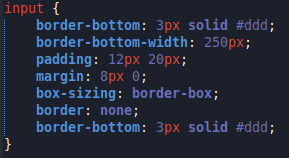 input {
border-bottom: 3px solid #ddd;
border-bottom-width: 250px;
padding: 12px 20px;
margin: 8px 0;
box-sizing: border-box;
border: none;
border-bottom: 3px solid #ddd;
}